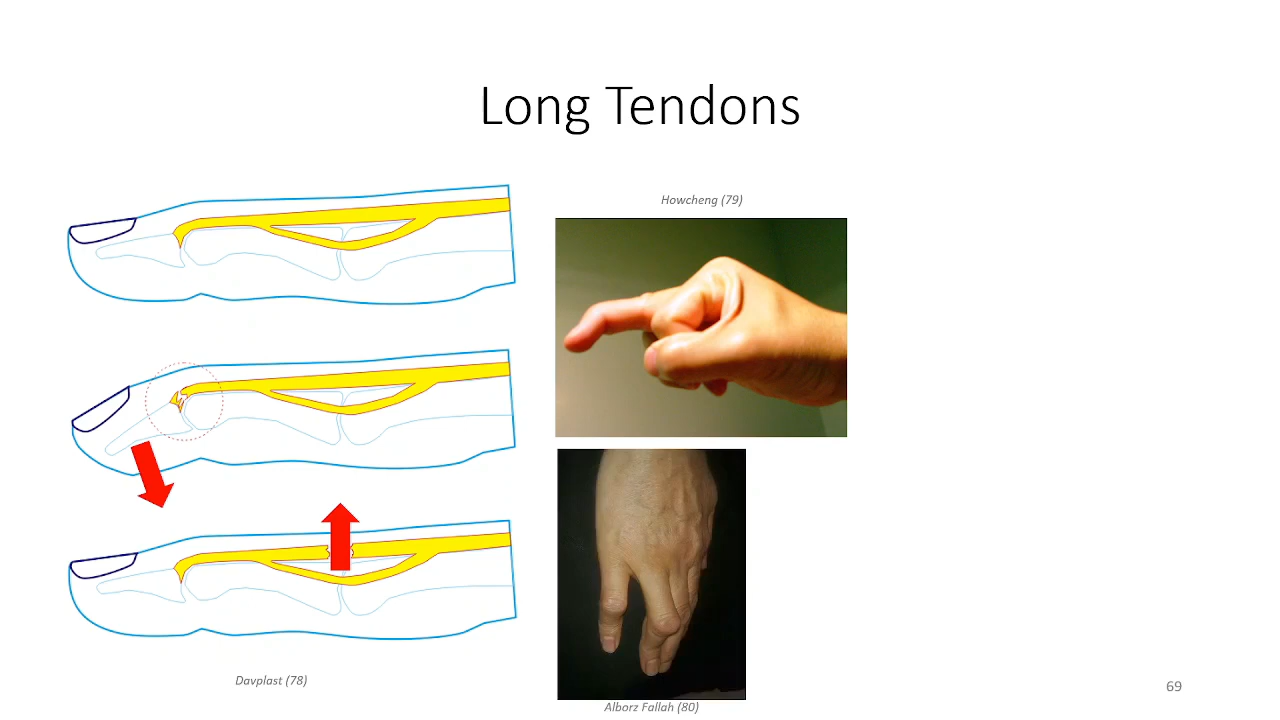 Long Tendons
Howcheng (79)
Davplast (78)
Alborz Fallah (80)
69